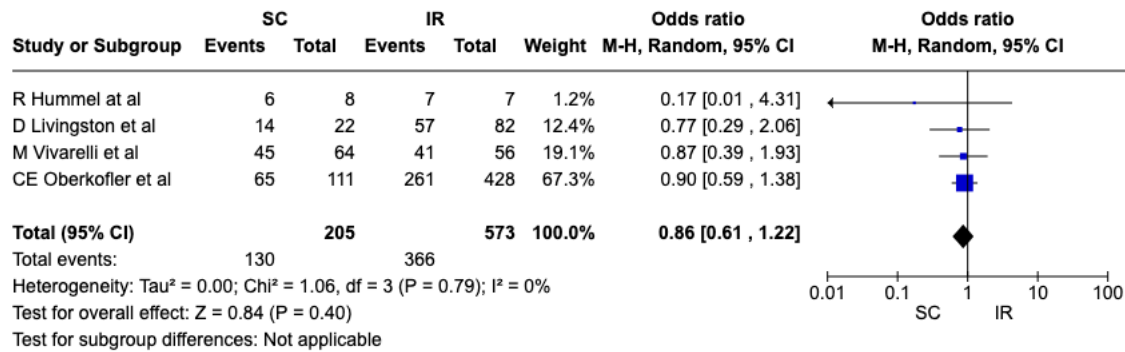 SC IR Odds ratio Odds ratio
Study or Subgroup Events Total Events Total Weight M-H, Random, 95% CI M-H, Random, 95% CI
R Hummel at al 6 8 7 7 1.2% 0.17 [0.01 , 4.31]
D Livingston et al 14 22 57 82 12.4% 0.77 [0.29 , 2.06]
M Vivarelli et al 45 64 41 56 19.1% 0.87 [0.39 , 1.93]
CE Oberkofler et al 65 111 261 428 67.3% 0.90 [0.59 , 1.38]
Total (95% CI) 205 573 100.0% 0.86 [0.61 , 1.22]
Total events: 130 366
Heterogeneity: Tau² = 0.00; Chi² = 1.06, df = 3 (P = 0.79); I² = 0%
Test for overall effect: Z = 0.84 (P = 0.40)
Test for subgroup differences: Not applicable
0.01 0.1 1 10 100
SC IR